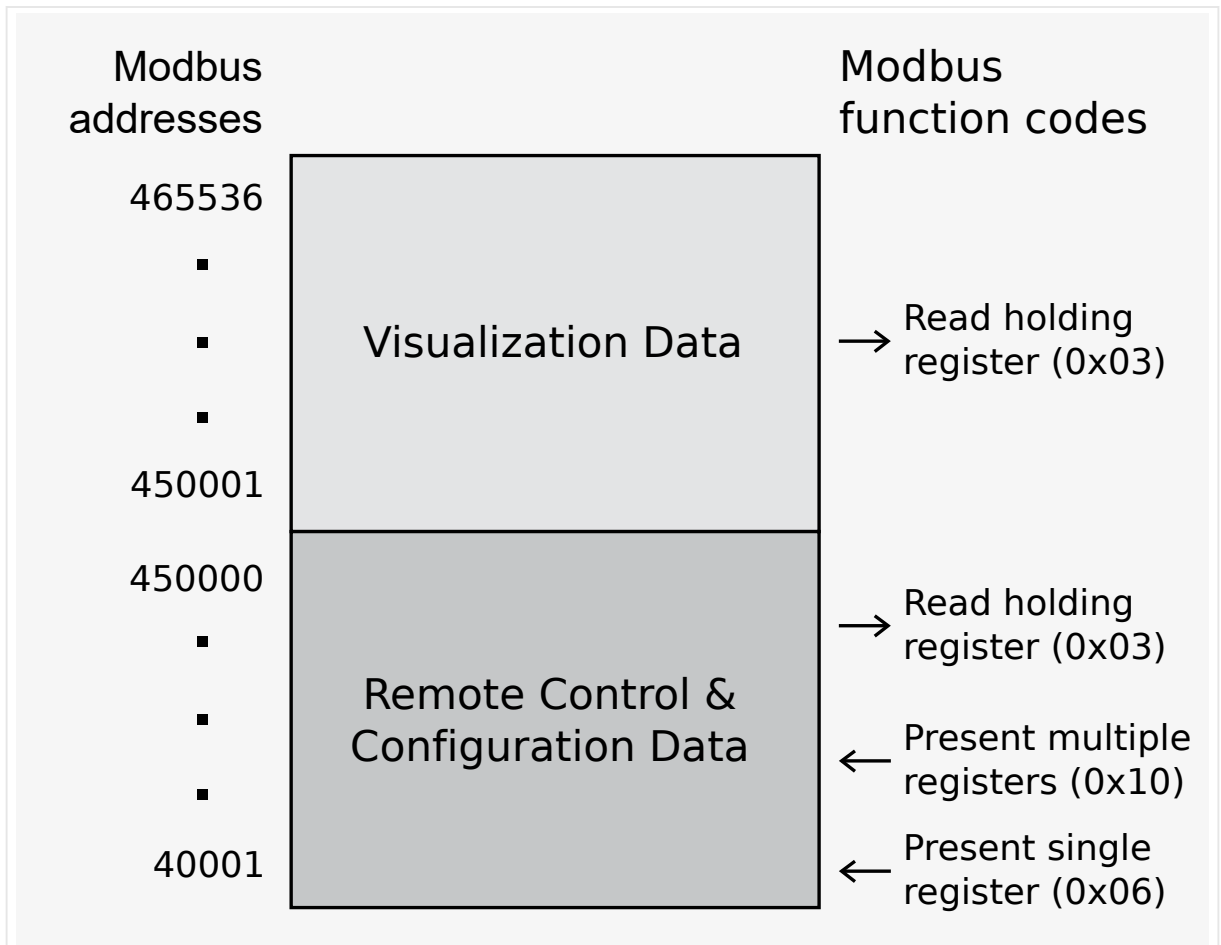 Modbus
addresses
Modbus
function codes
465536
Visualization Data
Read holding
register (0x03)
450001
450000
Read holding
register (0x03)
Remote Control &
Configuration Data
Present multiple
registers (0x10)
40001
Present single
register (0x06)